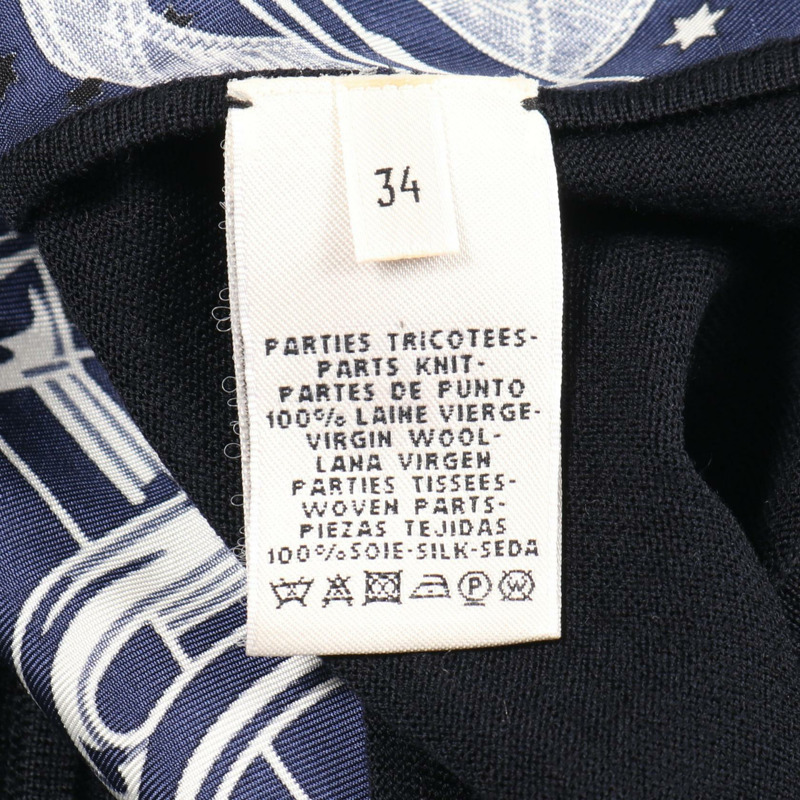 34
PARTIES TRICOTEES-
PARTS KNIT-
PARTES DE PUNTO
100% LAINE VIERGE-
VIRGIN WOOL-
LANA VIRGEN
PARTIES TISSEES-
WOVEN PARTS-
PIEZAS TEJIDAS
100% SOIE-SILK-SEDA
P W